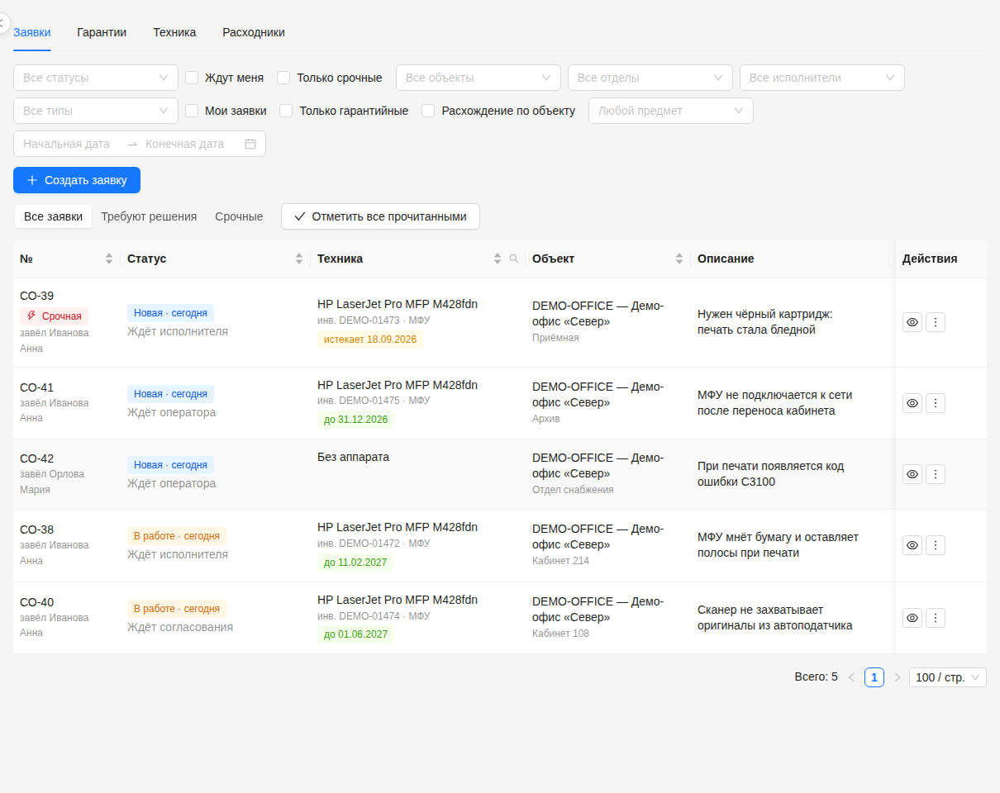 Заявки Гарантии Техника Расходники
Все статусы Ждут меня Только срочные Все объекты Все отделы Все исполнители
Все типы Мои заявки Только гарантийные Расхождение по объекту Любой предмет
Начальная дата Конечная дата
Создать заявку
Все заявки Требуют решения Срочные Отметить все прочитанными
№ Статус Техника Объект Описание Действия
СО-39
Срочная
завёл Иванова
Анна
Новая · сегодня
Ждёт исполнителя
HP LaserJet Pro MFP M428fdn
инв. DEMO-01473 · МФУ
истекает 18.09.2026
DEMO-OFFICE — Демо-
офис «Север»
Приёмная
Нужен чёрный картридж:
печать стала бледной
СО-41
завёл Иванова
Анна
Новая · сегодня
Ждёт оператора
HP LaserJet Pro MFP M428fdn
инв. DEMO-01475 · МФУ
до 31.12.2026
DEMO-OFFICE — Демо-
офис «Север»
Архив
МФУ не подключается к сети
после переноса кабинета
СО-42
завёл Орлова
Мария
Новая · сегодня
Ждёт оператора
Без аппарата
DEMO-OFFICE — Демо-
офис «Север»
Отдел снабжения
При печати появляется код
ошибки C3100
СО-38
завёл Иванова
Анна
В работе · сегодня
Ждёт исполнителя
HP LaserJet Pro MFP M428fdn
инв. DEMO-01472 · МФУ
до 11.02.2027
DEMO-OFFICE — Демо-
офис «Север»
Кабинет 214
МФУ мнёт бумагу и оставляет
полосы при печати
СО-40
завёл Иванова
Анна
В работе · сегодня
Ждёт согласования
HP LaserJet Pro MFP M428fdn
инв. DEMO-01474 · МФУ
до 01.06.2027
DEMO-OFFICE — Демо-
офис «Север»
Кабинет 108
Сканер не захватывает
оригиналы из автоподатчика
Всего: 5 1 100 / стр.